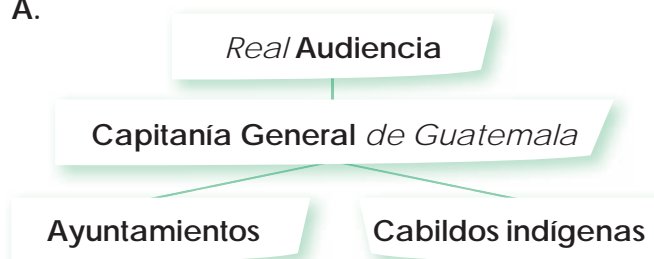 A.
Real Audiencia
Capitanía General de Guatemala
Ayuntamientos
Cabildos indígenas